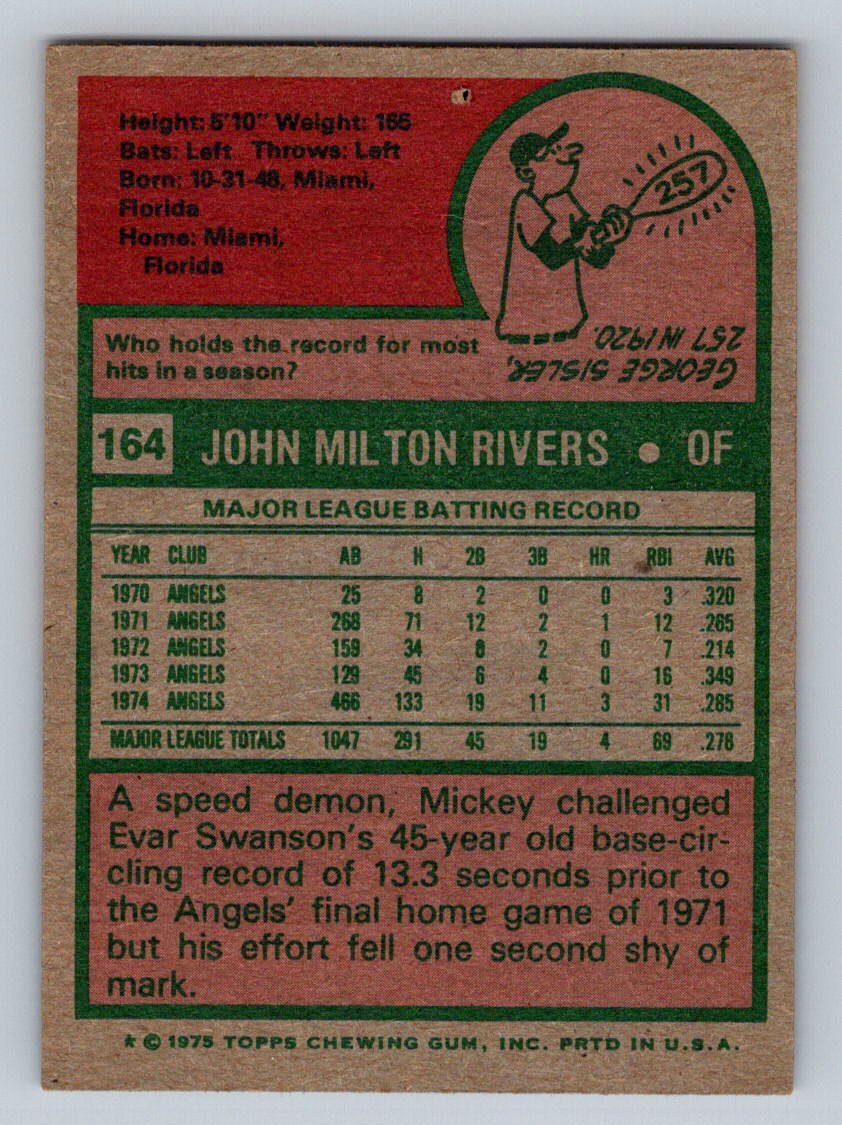 Height: 5'10" Weight: 165
Bats: Left Throws: Left
Born: 10-31-48, Miami,
Florida
Home: Miami,
Florida
257
Who holds the record for most
hits in a season?
GEORGE SISLER,
257 IN 1920.
164 JOHN MILTON RIVERS • OF
MAJOR LEAGUE BATTING RECORD
YEAR CLUB AB H 2B 3B HR RBI AVG
1970 ANGELS 25 8 2 0 0 3 .320
1971 ANGELS 268 71 12 2 1 12 .265
1972 ANGELS 159 34 6 2 0 7 .214
1973 ANGELS 129 45 6 4 0 16 .349
1974 ANGELS 466 133 19 11 3 31 .285
MAJOR LEAGUE TOTALS 1047 291 45 19 4 69 .278
A speed demon, Mickey challenged
Evar Swanson's 45-year old base-cir-
cling record of 13.3 seconds prior to
the Angels' final home game of 1971
but his effort fell one second shy of
mark.
* © 1975 TOPPS CHEWING GUM, INC. PRTD IN U.S.A.